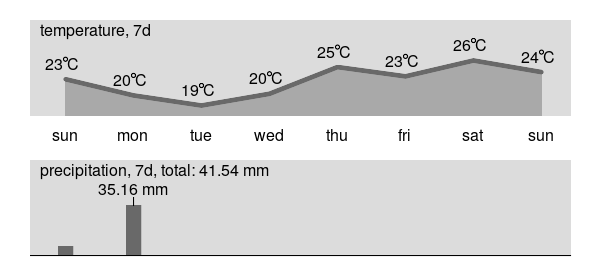 temperature, 7d
23°C
20°C
19°C
20°C
25°C
23°C
26°C
24°C
sun mon tue wed thu fri sat sun
precipitation, 7d, total: 41.54 mm
35.16 mm